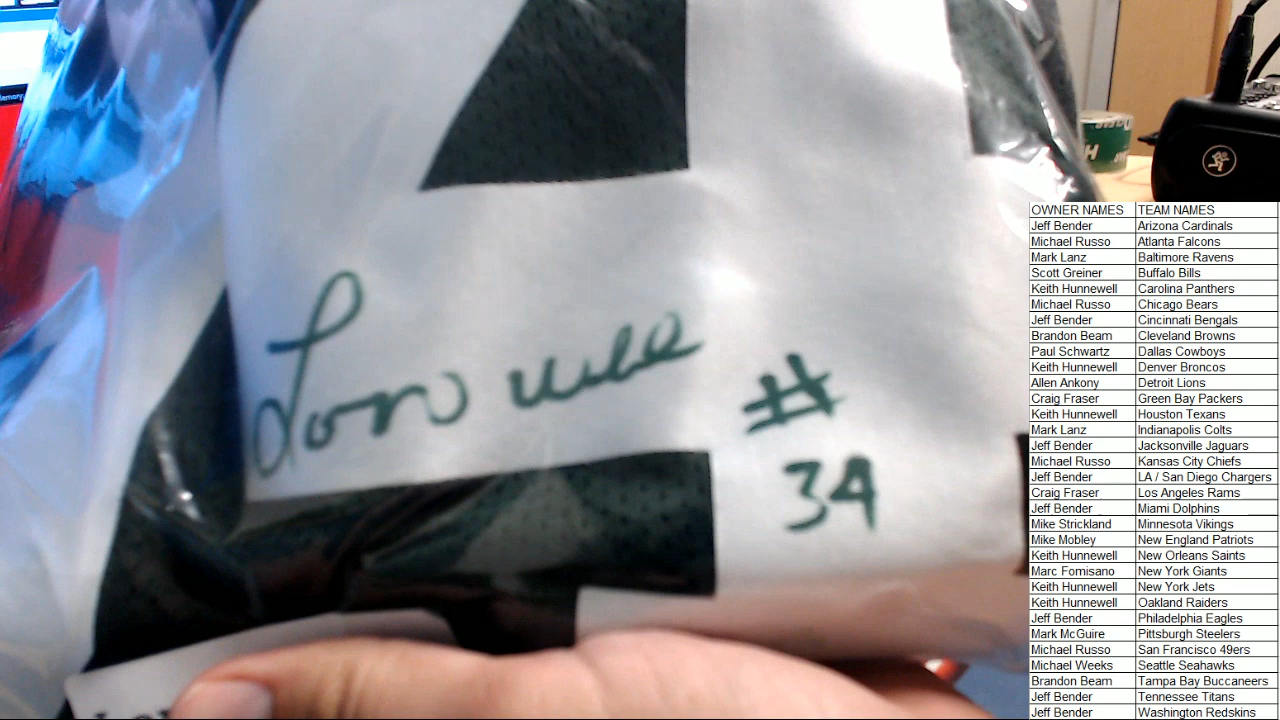 Lorenzo White
#
34
OWNER NAMES TEAM NAMES
Jeff Bender Arizona Cardinals
Michael Russo Atlanta Falcons
Mark Lanz Baltimore Ravens
Scott Greiner Buffalo Bills
Keith Hunnewell Carolina Panthers
Michael Russo Chicago Bears
Jeff Bender Cincinnati Bengals
Brandon Beam Cleveland Browns
Paul Schwartz Dallas Cowboys
Keith Hunnewell Denver Broncos
Allen Ankony Detroit Lions
Craig Fraser Green Bay Packers
Keith Hunnewell Houston Texans
Mark Lanz Indianapolis Colts
Jeff Bender Jacksonville Jaguars
Michael Russo Kansas City Chiefs
Jeff Bender LA / San Diego Chargers
Craig Fraser Los Angeles Rams
Jeff Bender Miami Dolphins
Mike Strickland Minnesota Vikings
Mike Mobley New England Patriots
Keith Hunnewell New Orleans Saints
Marc Fornisano New York Giants
Keith Hunnewell New York Jets
Keith Hunnewell Oakland Raiders
Jeff Bender Philadelphia Eagles
Mark McGuire Pittsburgh Steelers
Michael Russo San Francisco 49ers
Michael Weeks Seattle Seahawks
Brandon Beam Tampa Bay Buccaneers
Jeff Bender Tennessee Titans
Jeff Bender Washington Redskins